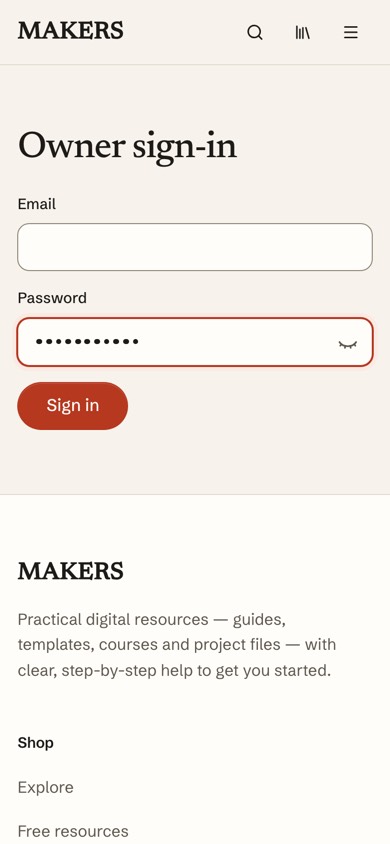 MAKERS
Owner sign-in
Email
Password
•••••••••••
Sign in
MAKERS
Practical digital resources — guides,
templates, courses and project files — with
clear, step-by-step help to get you started.
Shop
Explore
Free resources